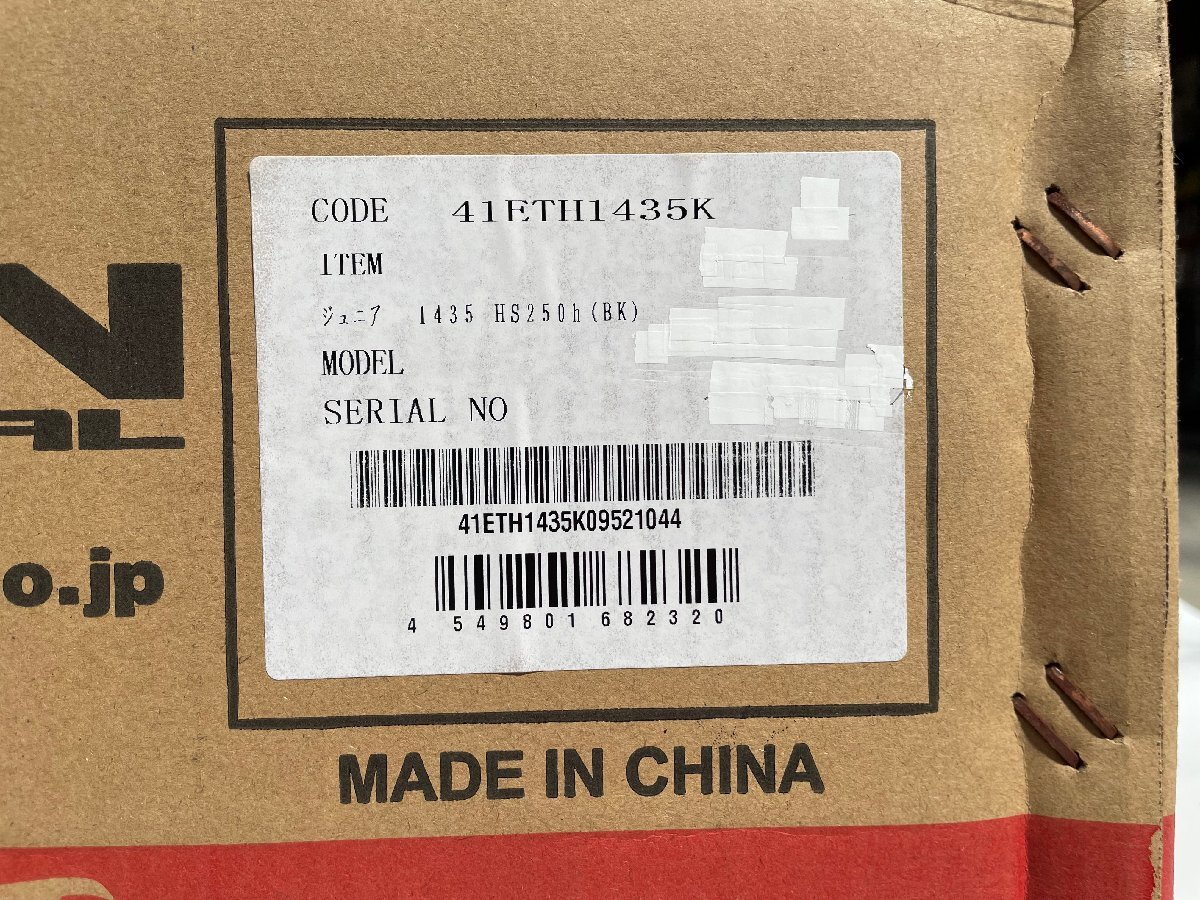 CODE 41ETH1435K
ITEM
ジュニア 1435 HS250h(BK)
MODEL
SERIAL NO
41ETH1435K09521044
4 549801 682320
N
AL
o.jp
MADE IN CHINA